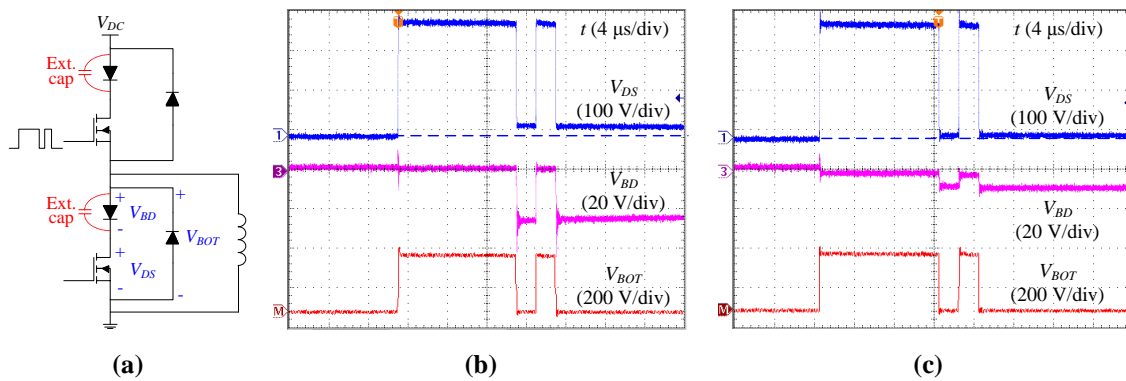 V_DC
Ext.
cap
Ext.
cap
+
V_BD
-
+
V_DS
-
+
V_BOT
-
(a)
T
t (4 μs/div)
V_DS
(100 V/div)
1
3
V_BD
(20 V/div)
V_BOT
(200 V/div)
M
(b)
T
t (4 μs/div)
V_DS
(100 V/div)
1
3
V_BD
(20 V/div)
V_BOT
(200 V/div)
M
(c)